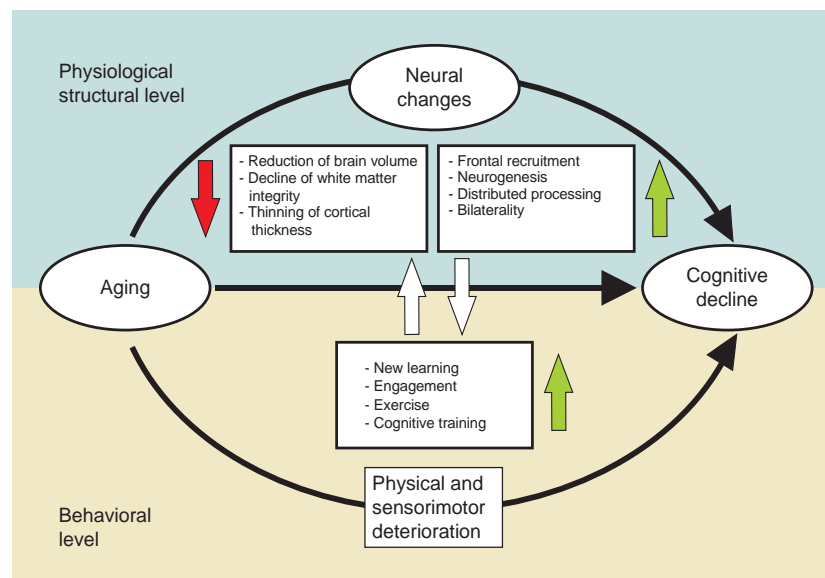 Physiological
structural level
Neural
changes
- Reduction of brain volume
- Decline of white matter
integrity
- Thinning of cortical
thickness
- Frontal recruitment
- Neurogenesis
- Distributed processing
- Bilaterality
Aging
Cognitive
decline
- New learning
- Engagement
- Exercise
- Cognitive training
Physical and
sensorimotor
deterioration
Behavioral
level